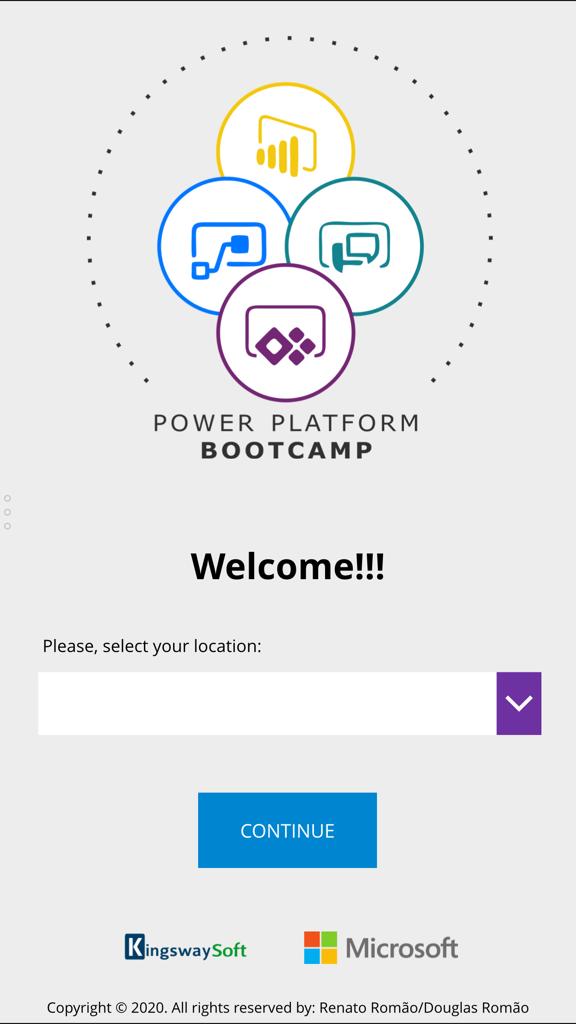 POWER PLATFORM
BOOTCAMP
Welcome!!!
Please, select your location:
CONTINUE
KingswaySoft
Microsoft
Copyright © 2020. All rights reserved by: Renato Romão/Douglas Romão